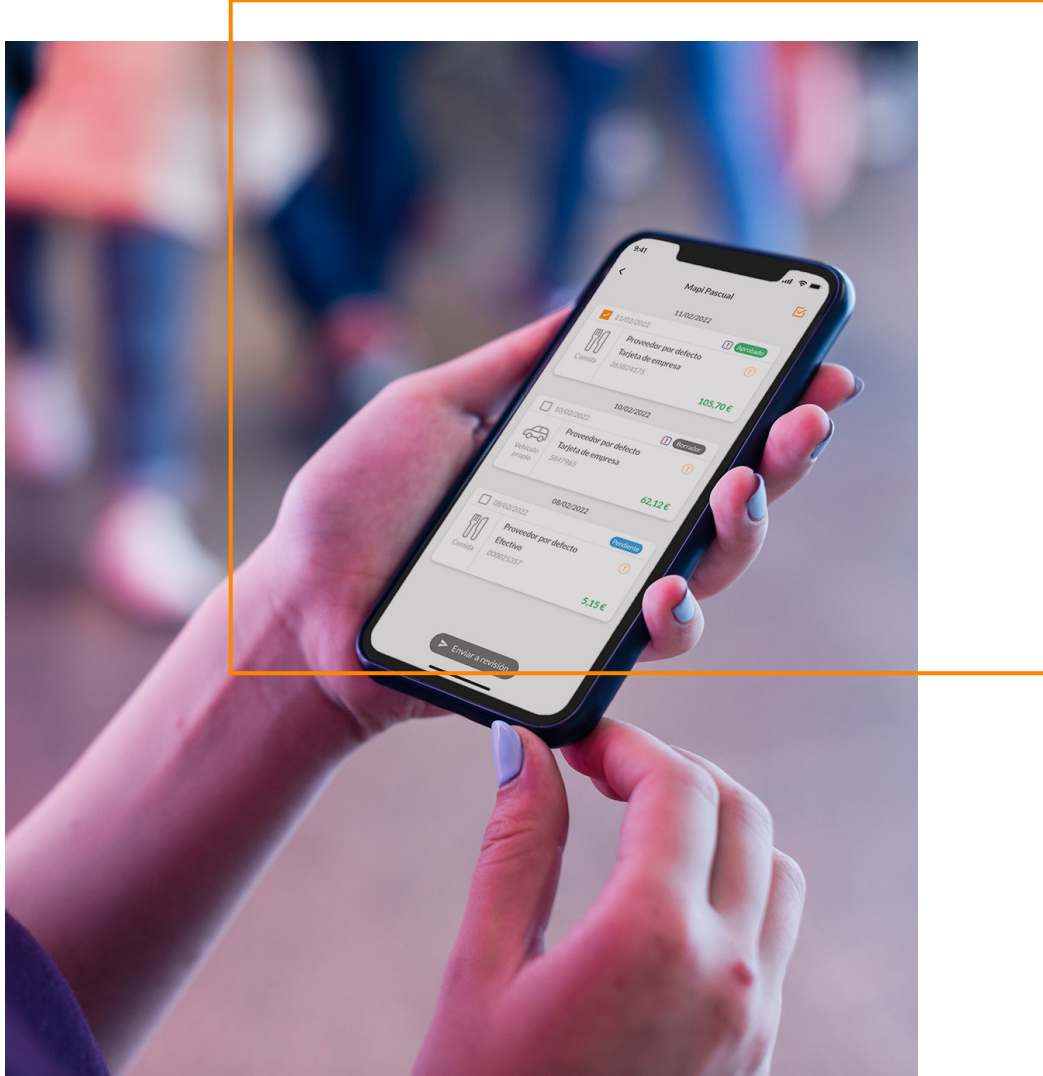 9:41
Mapi Pascual
11/02/2022
11/02/2022
Aprobado
Proveedor por defecto
Tarjeta de empresa
365824175
Comida
105,70 €
10/02/2022
10/02/2022
Borrador
Proveedor por defecto
Tarjeta de empresa
5847965
Vehículo
propio
62,12 €
08/02/2022
08/02/2022
Pendiente
Proveedor por defecto
Efectivo
000025357
Comida
5,15 €
Enviar a revisión